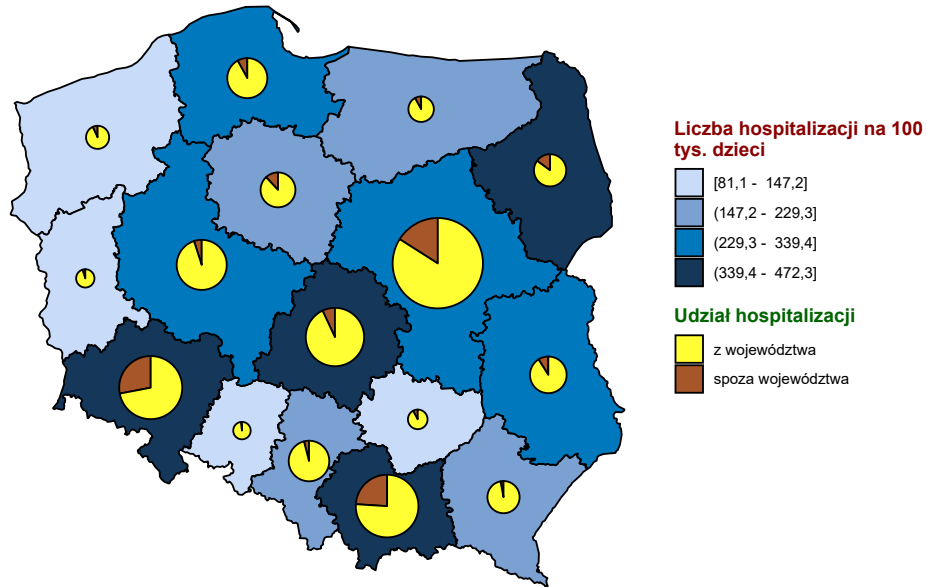 Liczba hospitalizacji na 100
tys. dzieci
[81,1 - 147,2]
(147,2 - 229,3]
(229,3 - 339,4]
(339,4 - 472,3]
Udział hospitalizacji
z województwa
spoza województwa